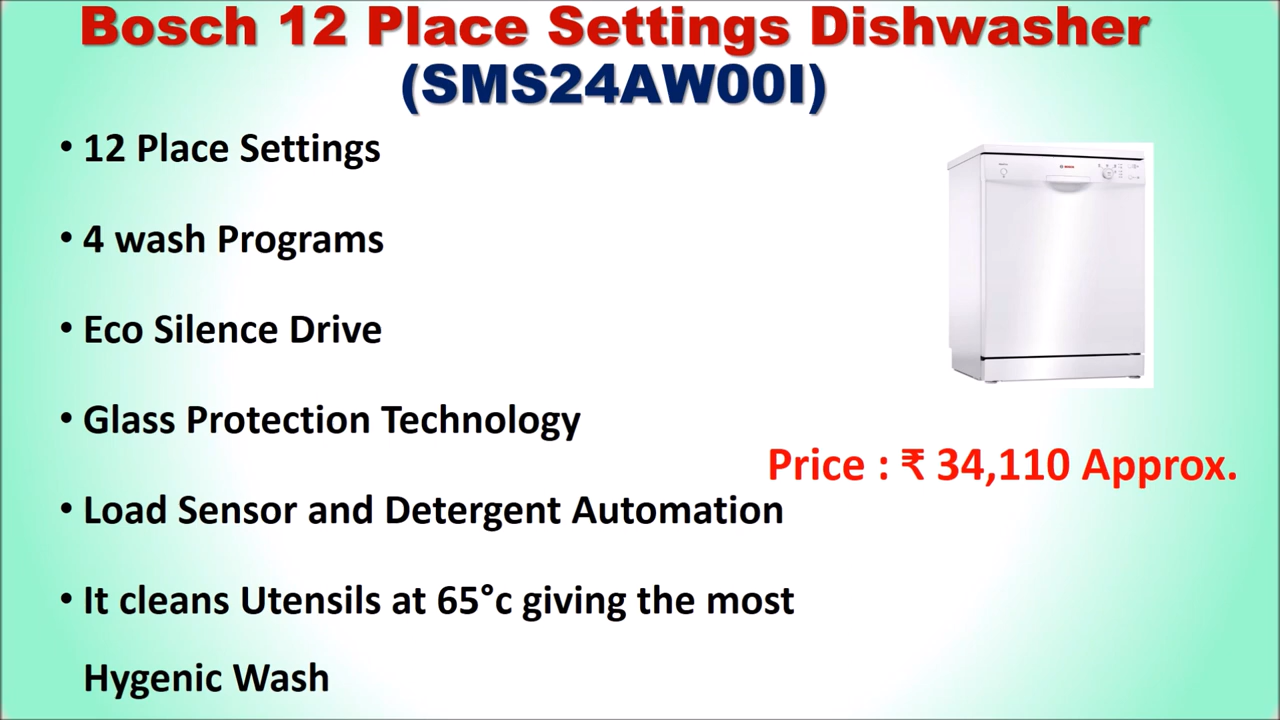 Bosch 12 Place Settings Dishwasher
(SMS24AW00I)
• 12 Place Settings
• 4 wash Programs
• Eco Silence Drive
• Glass Protection Technology
Price : ₹ 34,110 Approx.
• Load Sensor and Detergent Automation
• It cleans Utensils at 65°c giving the most
Hygenic Wash
BOSCH